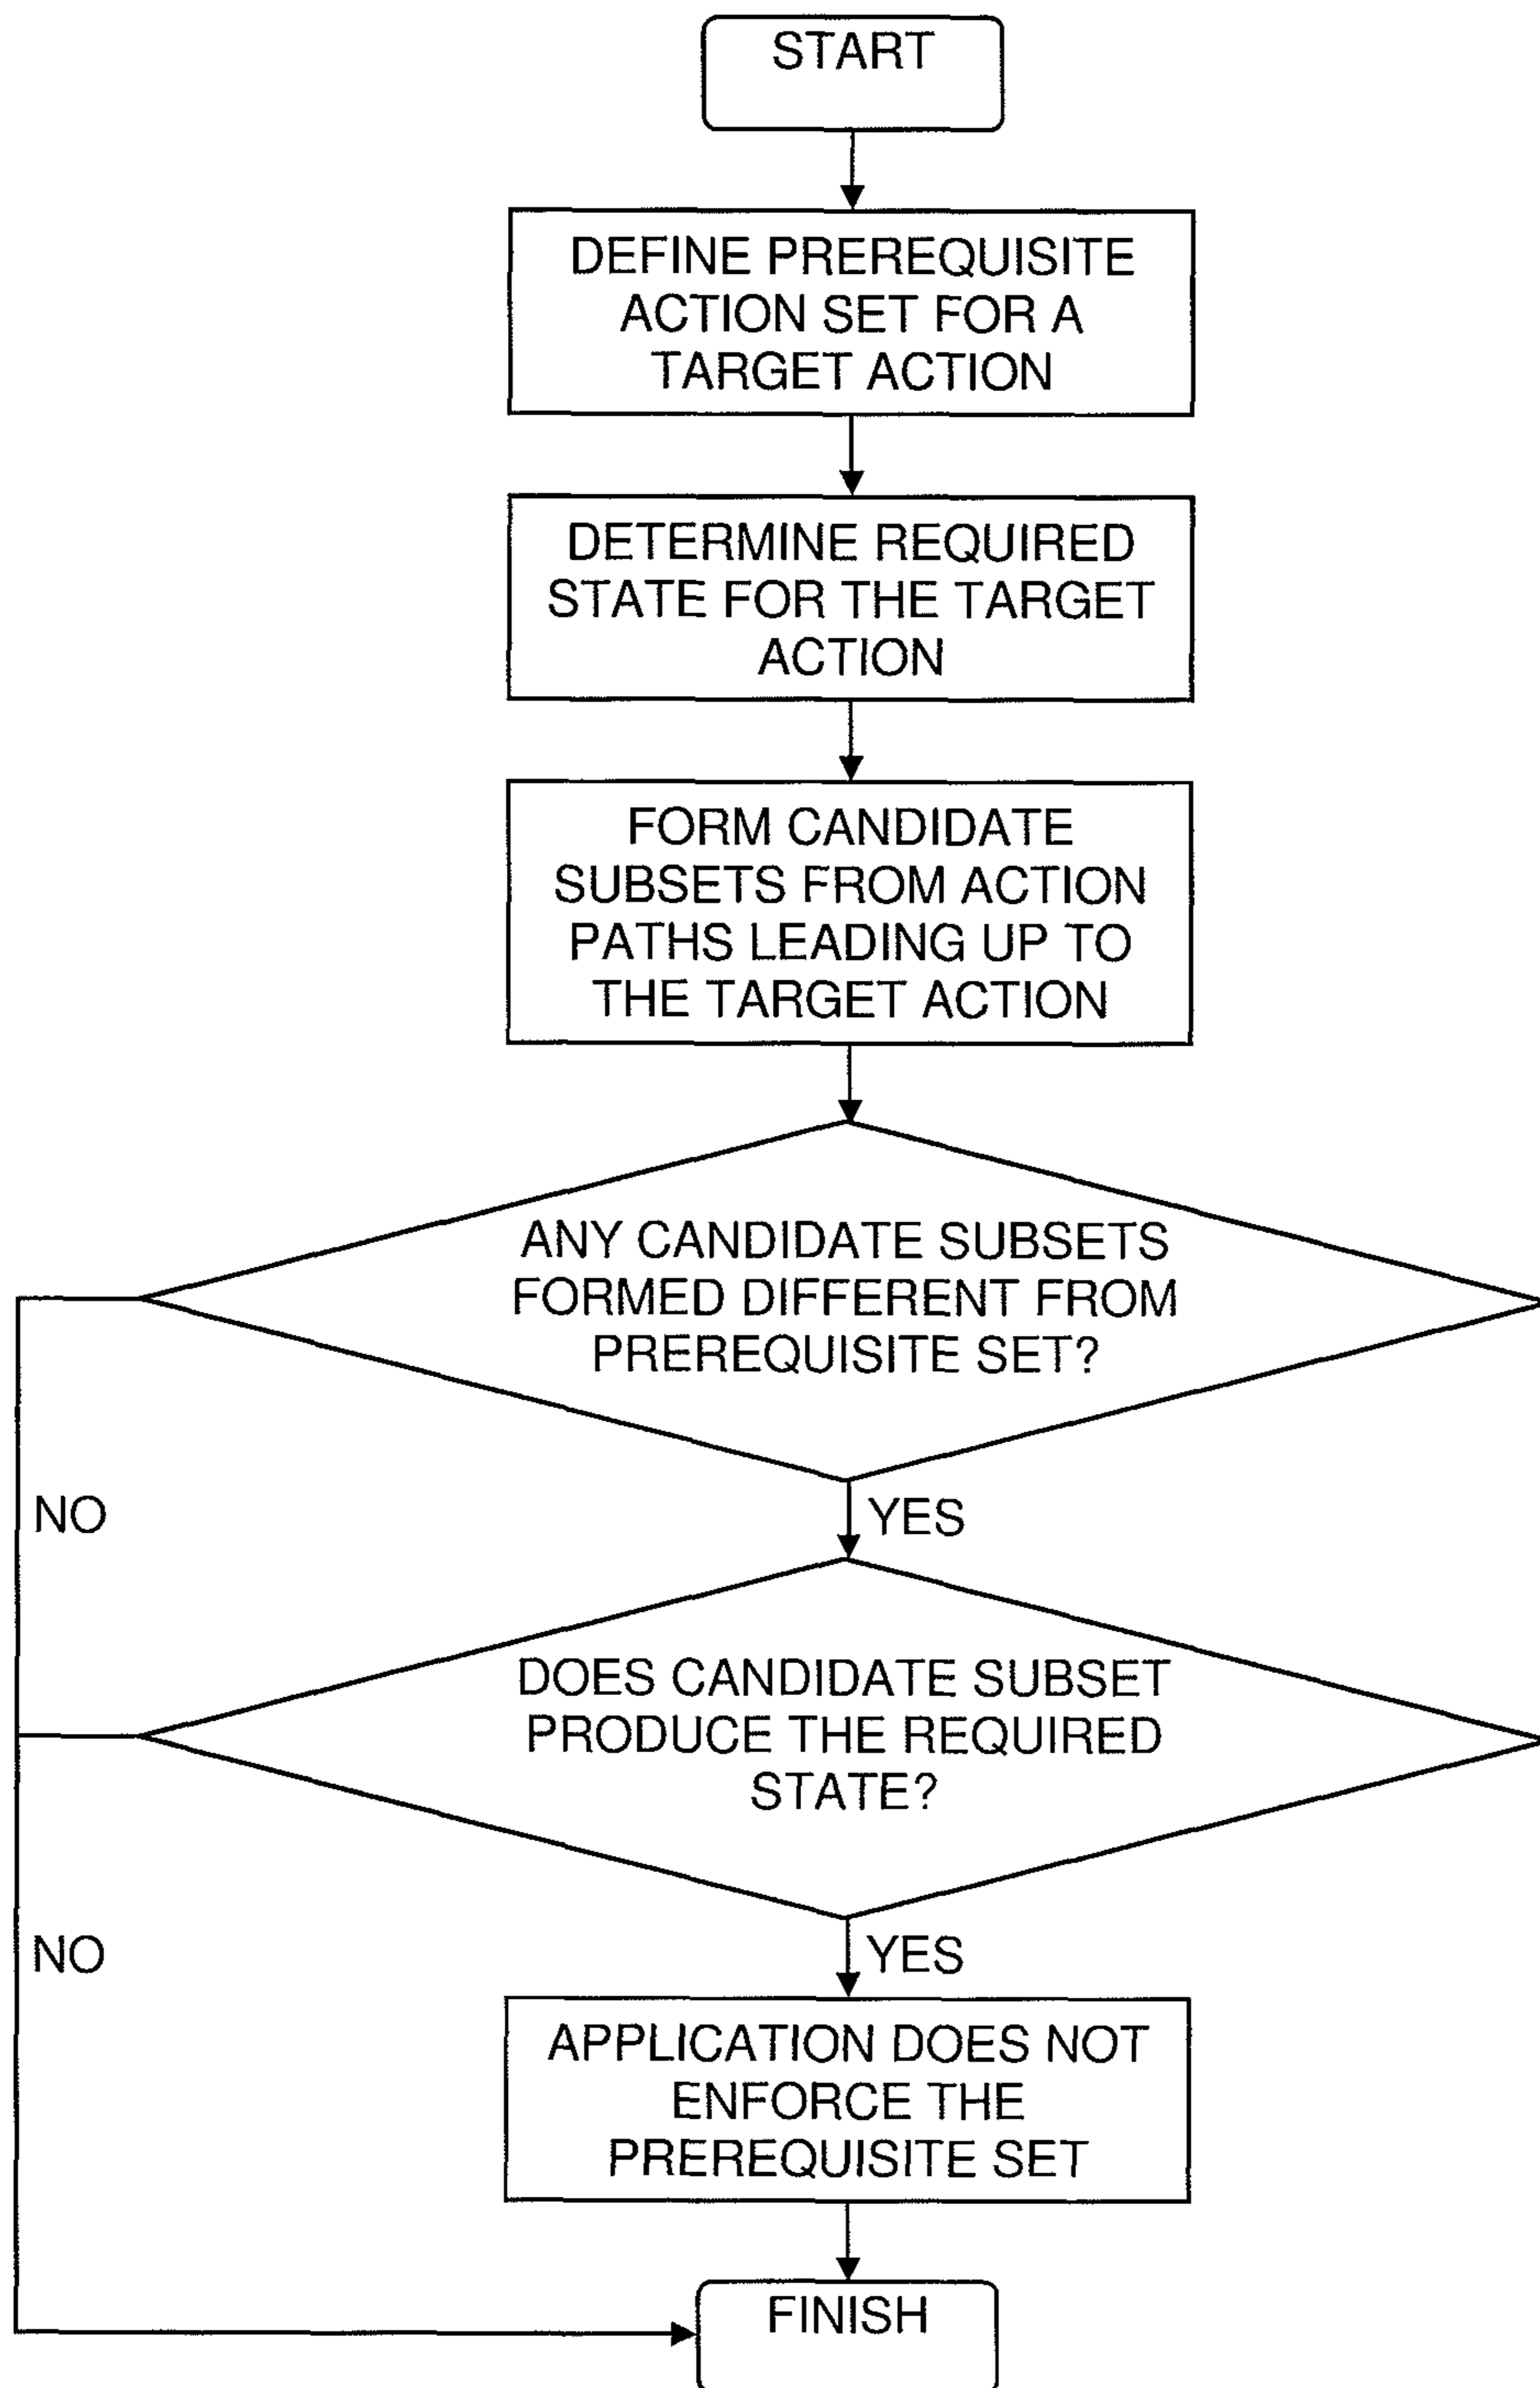 START
DEFINE PREREQUISITE
ACTION SET FOR A
TARGET ACTION
DETERMINE REQUIRED
STATE FOR THE TARGET
ACTION
FORM CANDIDATE
SUBSETS FROM ACTION
PATHS LEADING UP TO
THE TARGET ACTION
ANY CANDIDATE SUBSETS
FORMED DIFFERENT FROM
PREREQUISITE SET?
NO
YES
DOES CANDIDATE SUBSET
PRODUCE THE REQUIRED
STATE?
NO
YES
APPLICATION DOES NOT
ENFORCE THE
PREREQUISITE SET
FINISH